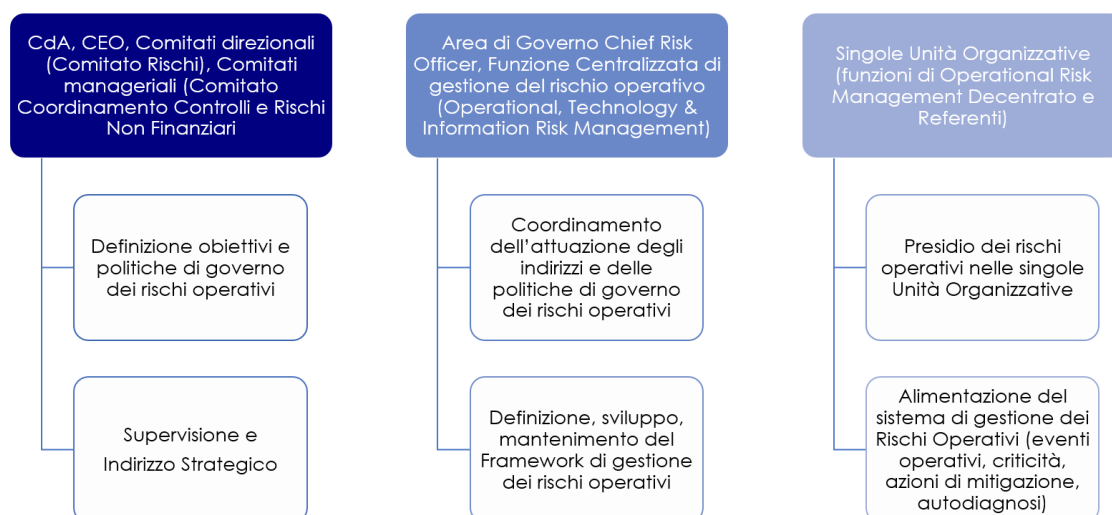 CdA, CEO, Comitati direzionali
(Comitato Rischi), Comitati
manageriali (Comitato
Coordinamento Controlli e Rischi
Non Finanziari
Definizione obiettivi e
politiche di governo
dei rischi operativi
Supervisione e
Indirizzo Strategico
Area di Governo Chief Risk
Officer, Funzione Centralizzata di
gestione del rischio operativo
(Operational, Technology &
Information Risk Management)
Coordinamento
dell'attuazione degli
indirizzi e delle
politiche di governo
dei rischi operativi
Definizione, sviluppo,
mantenimento del
Framework di gestione
dei rischi operativi
Singole Unità Organizzative
(funzioni di Operational Risk
Management Decentrato e
Referenti)
Presidio dei rischi
operativi nelle singole
Unità Organizzative
Alimentazione del
sistema di gestione dei
Rischi Operativi (eventi
operativi, criticità,
azioni di mitigazione,
autodiagnosi)